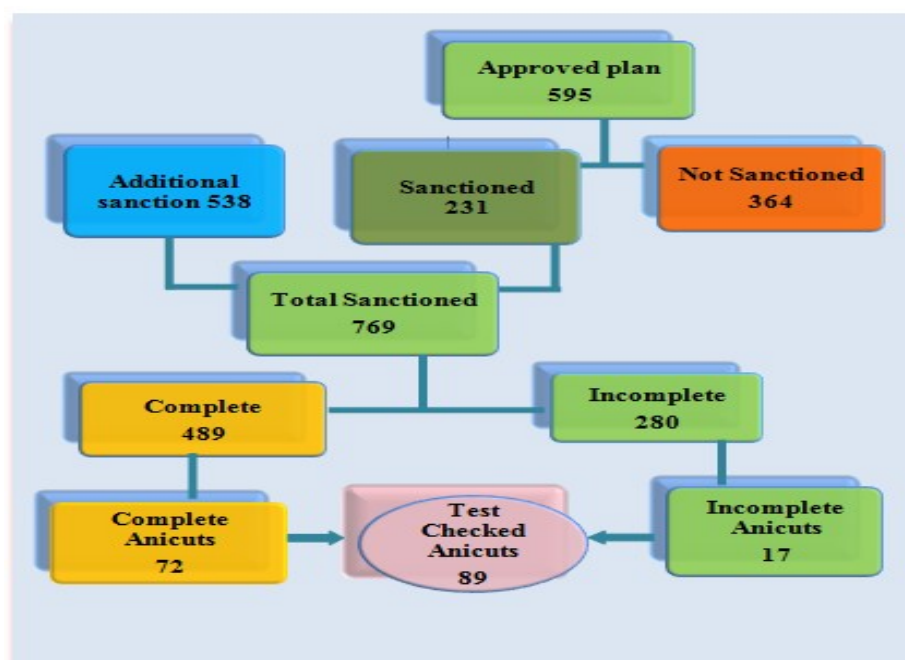 Approved plan
595
Additional
sanction 538
Sanctioned
231
Not Sanctioned
364
Total Sanctioned
769
Complete
489
Incomplete
280
Complete
Anicuts
72
Test
Checked
Anicuts
89
Incomplete
Anicuts
17